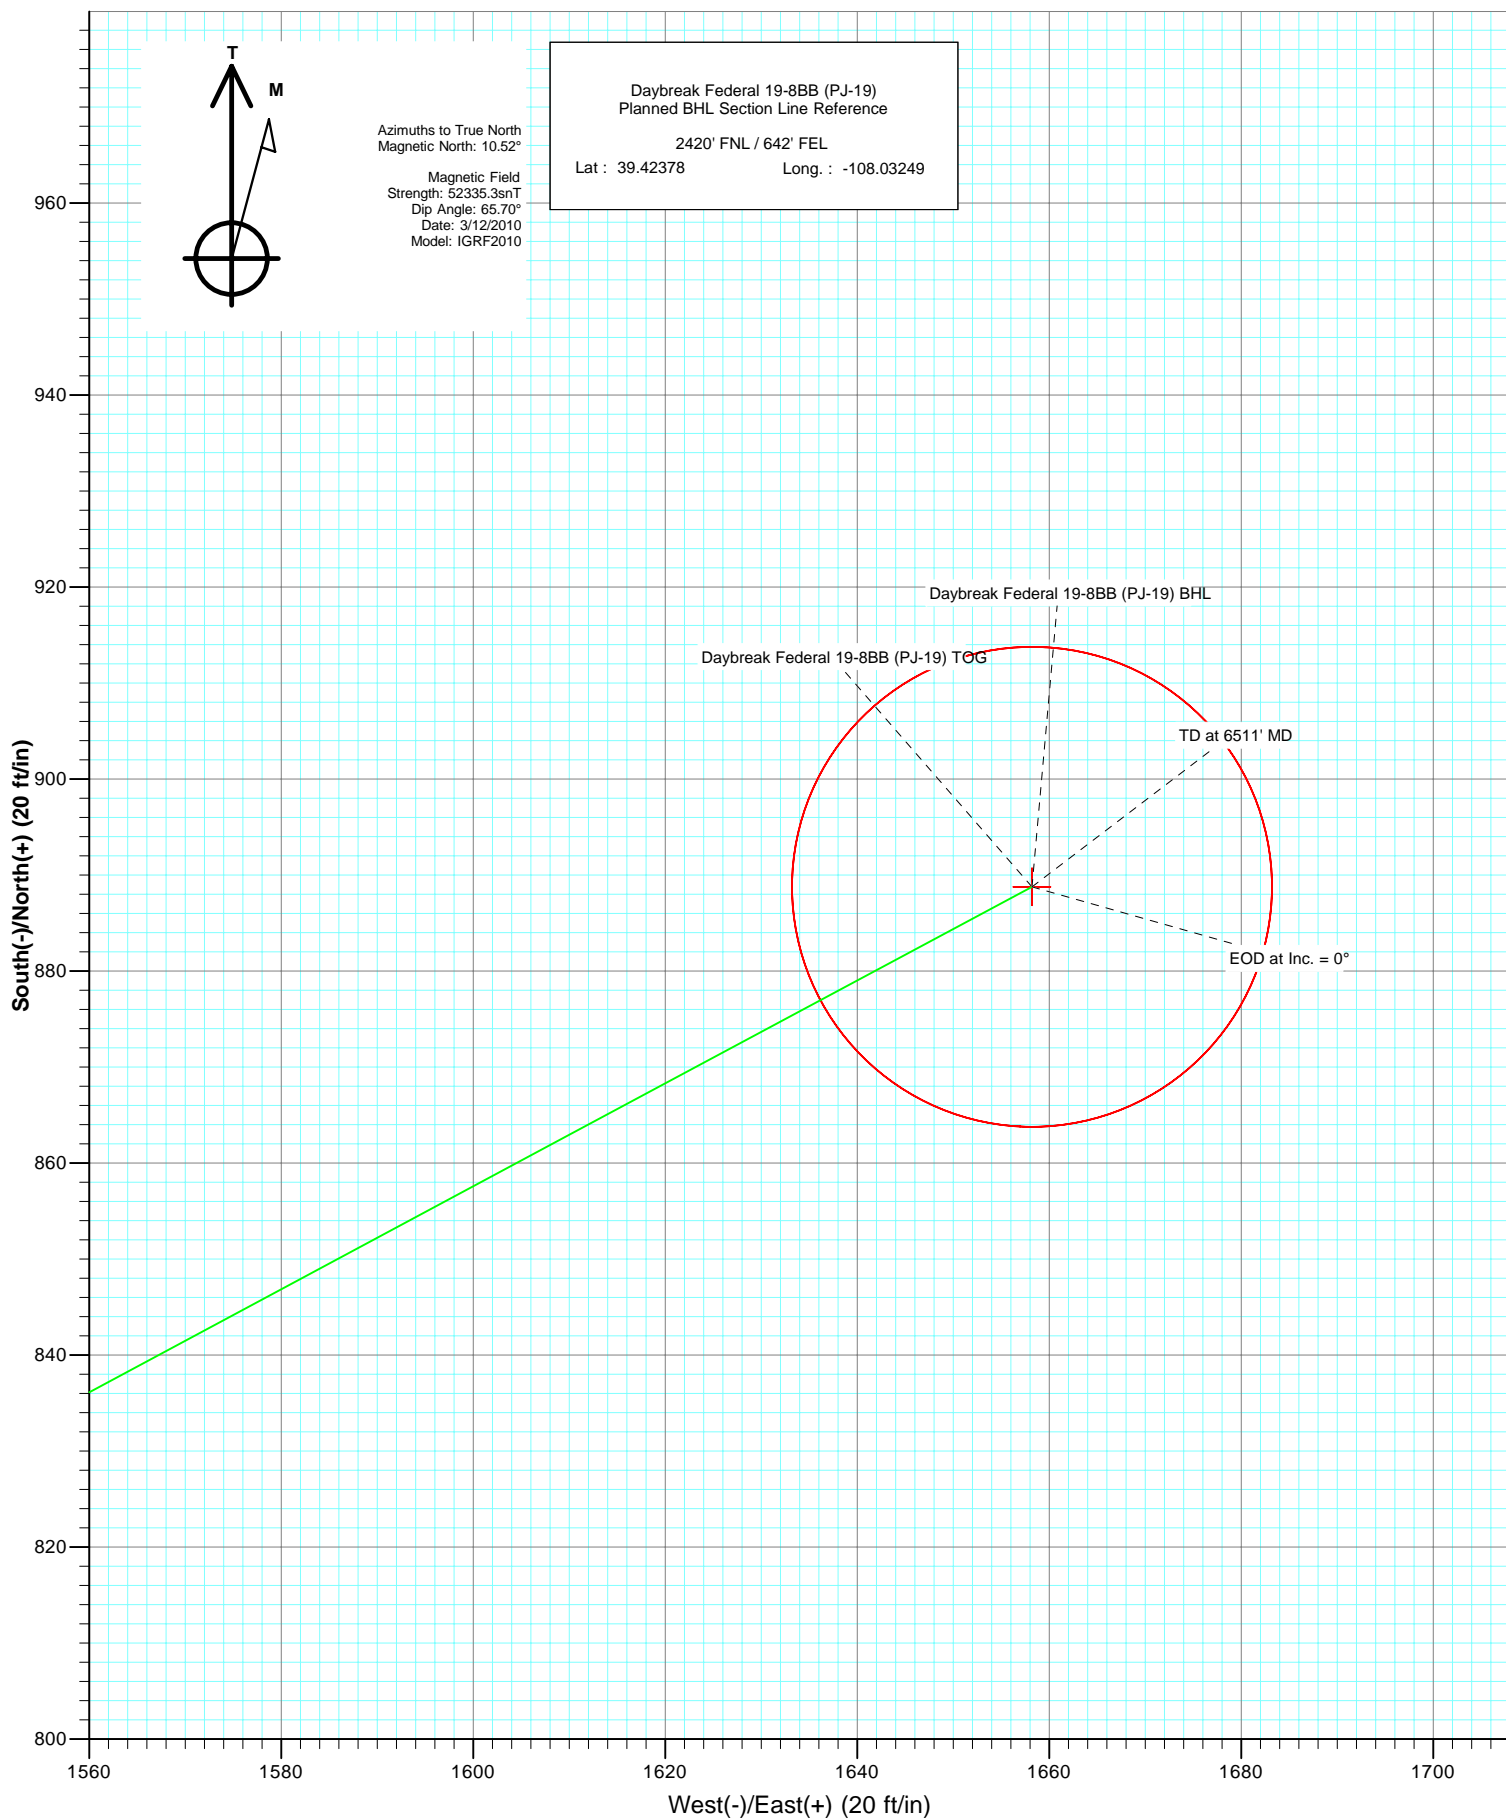 T
M
Azimuths to True North
Magnetic North: 10.52°
Magnetic Field
Strength: 52335.3snT
Dip Angle: 65.70°
Date: 3/12/2010
Model: IGRF2010
Daybreak Federal 19-8BB (PJ-19)
Planned BHL Section Line Reference
2420' FNL / 642' FEL
Lat : 39.42378 Long. : -108.03249
960
940
920
900
880
860
840
820
800
South(-)/North(+) (20 ft/in)
Daybreak Federal 19-8BB (PJ-19) BHL
Daybreak Federal 19-8BB (PJ-19) TOG
TD at 6511' MD
EOD at Inc. = 0°
1560 1580 1600 1620 1640 1660 1680 1700
West(-)/East(+) (20 ft/in)